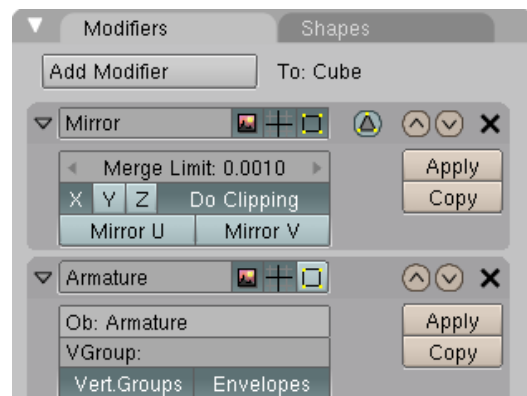 Modifiers Shapes
Add Modifier To: Cube
Mirror
Merge Limit: 0.0010 Apply
X Y Z Do Clipping Copy
Mirror U Mirror V
Armature
Ob: Armature Apply
VGroup: Copy
Vert.Groups Envelopes